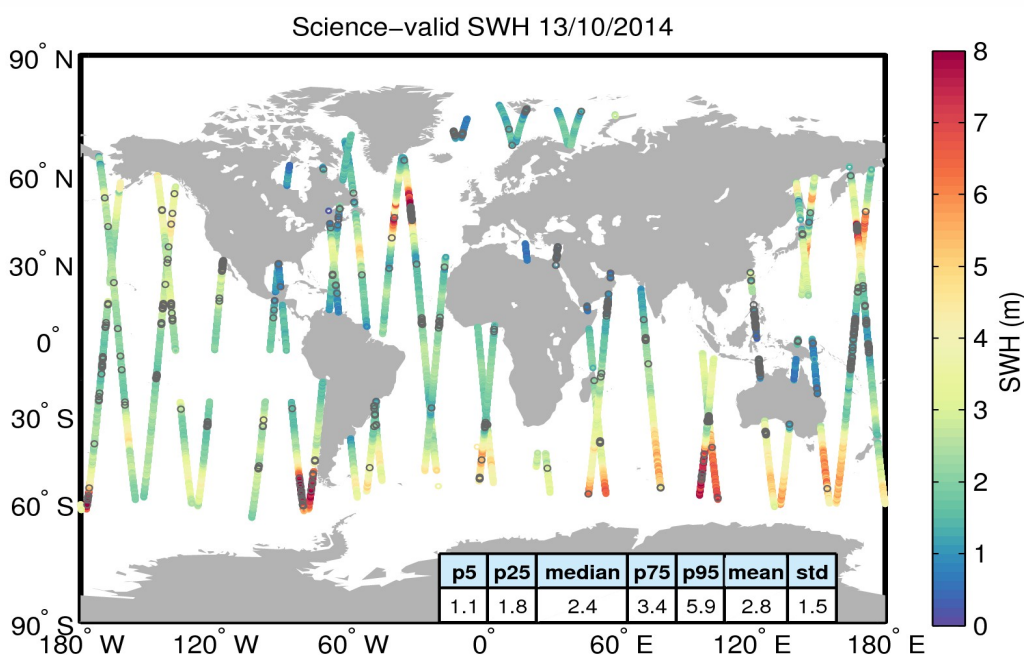 Science-valid SWH 13/10/2014
90° N
60° N
30° N
0°
30° S
60° S
90° S
180° W
120° W
60° W
0°
60° E
120° E
180° E
8
7
6
5
4
3
2
1
0
SWH (m)
p5 p25 median p75 p95 mean std
1.1 1.8 2.4 3.4 5.9 2.8 1.5